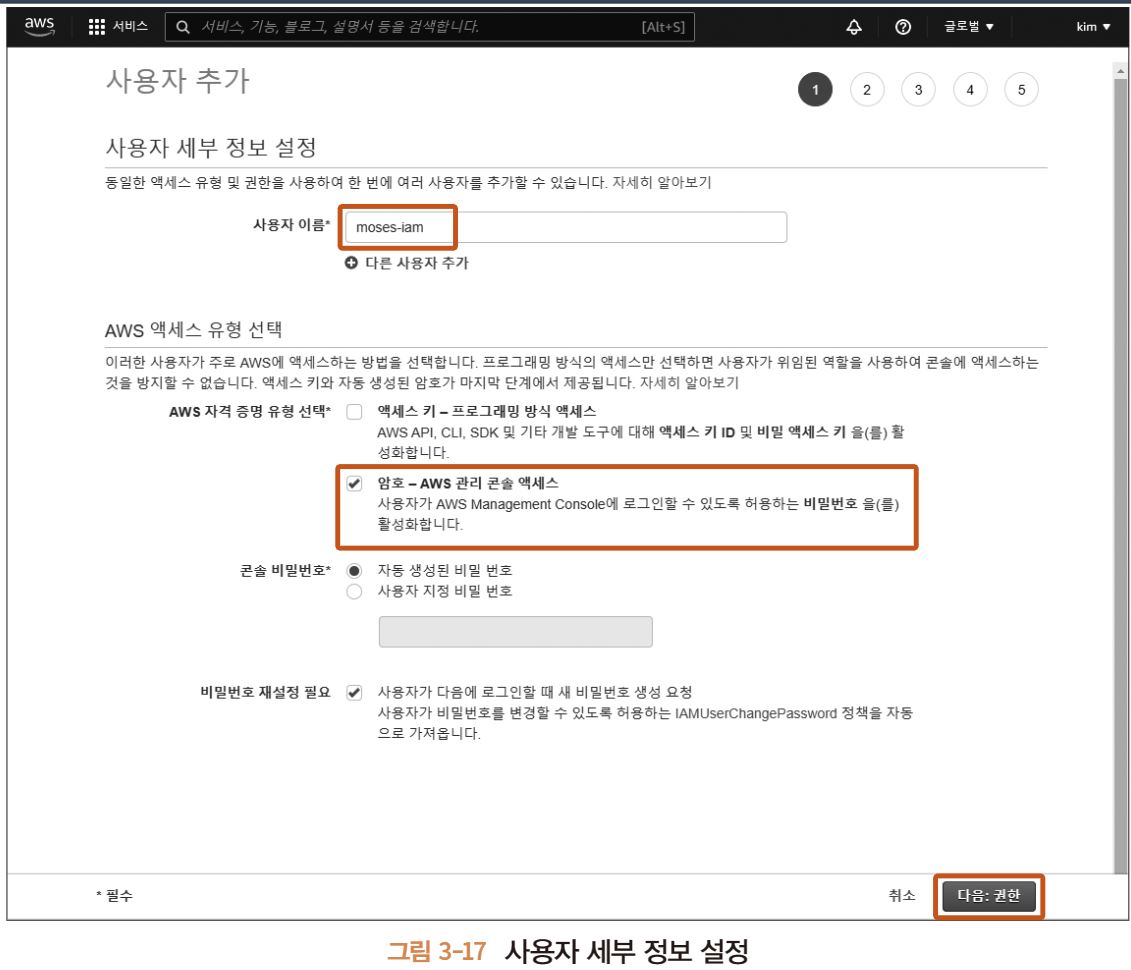 aws 서비스 서비스, 기능, 블로그, 설명서 등을 검색합니다. [Alt+S] 글로벌 ▼ kim ▼
사용자 추가 1 2 3 4 5
사용자 세부 정보 설정
동일한 액세스 유형 및 권한을 사용하여 한 번에 여러 사용자를 추가할 수 있습니다. 자세히 알아보기
사용자 이름* moses-iam
다른 사용자 추가
AWS 액세스 유형 선택
이러한 사용자가 주로 AWS에 액세스하는 방법을 선택합니다. 프로그래밍 방식의 액세스만 선택하면 사용자가 위임된 역할을 사용하여 콘솔에 액세스하는
것을 방지할 수 없습니다. 액세스 키와 자동 생성된 암호가 마지막 단계에서 제공됩니다. 자세히 알아보기
AWS 자격 증명 유형 선택* 액세스 키 – 프로그래밍 방식 액세스
AWS API, CLI, SDK 및 기타 개발 도구에 대해 액세스 키 ID 및 비밀 액세스 키 을(를) 활
성화합니다.
암호 – AWS 관리 콘솔 액세스
사용자가 AWS Management Console에 로그인할 수 있도록 허용하는 비밀번호 을(를)
활성화합니다.
콘솔 비밀번호* 자동 생성된 비밀 번호
사용자 지정 비밀 번호
비밀번호 재설정 필요 사용자가 다음에 로그인할 때 새 비밀번호 생성 요청
사용자가 비밀번호를 변경할 수 있도록 허용하는 IAMUserChangePassword 정책을 자동
으로 가져옵니다.
* 필수 취소 다음: 권한
그림 3-17 사용자 세부 정보 설정